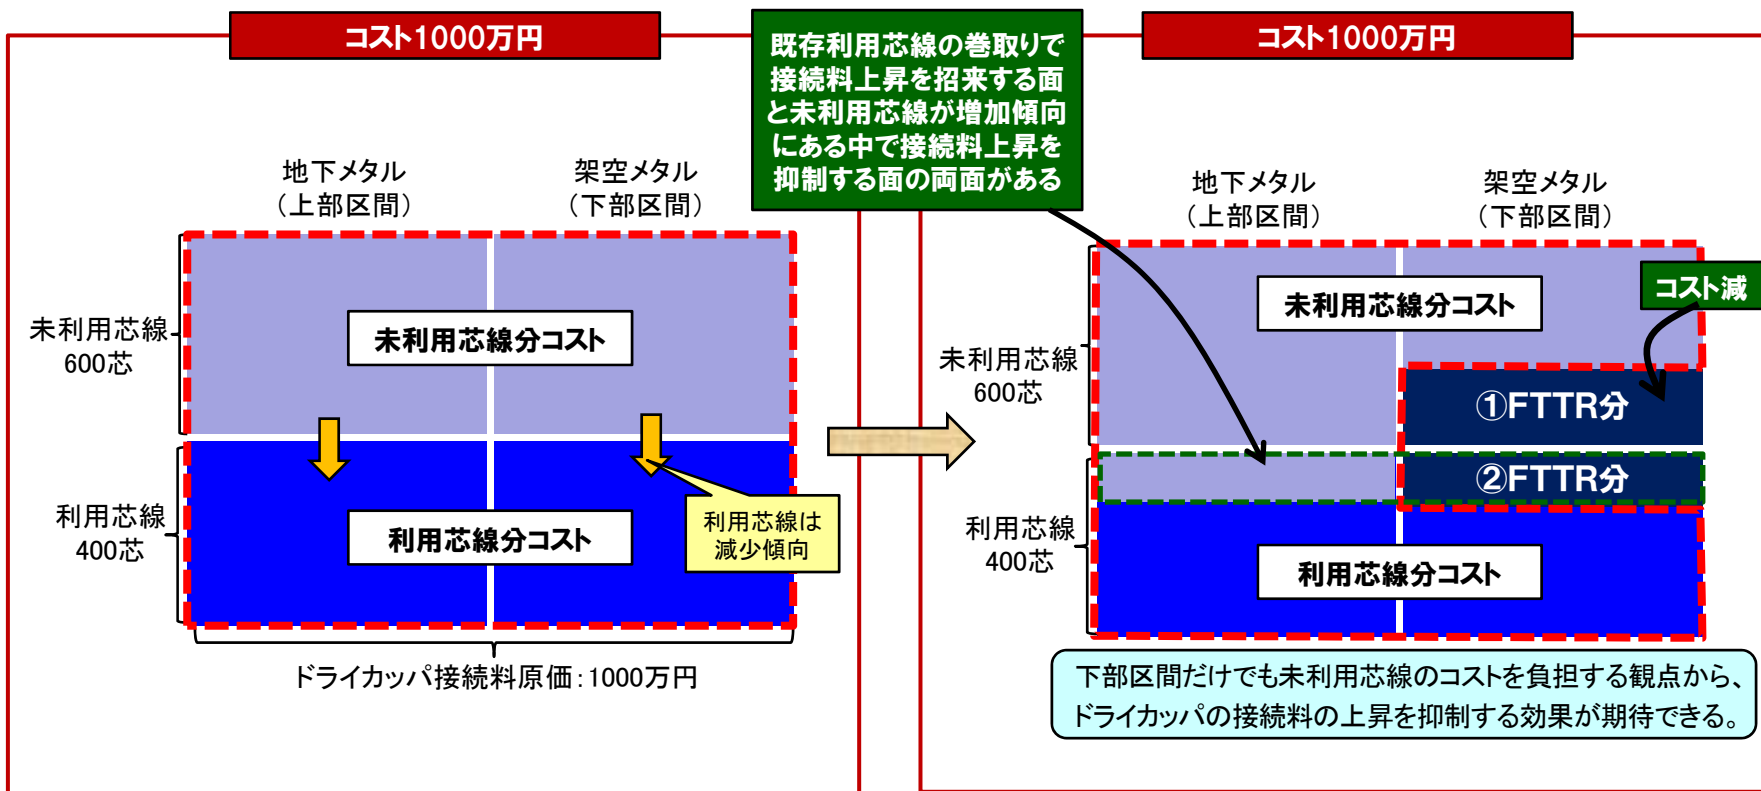 コスト1000万円
地下メタル
（上部区間）
架空メタル
（下部区間）
未利用芯線
600芯
未利用芯線分コスト
利用芯線
400芯
利用芯線分コスト
利用芯線は
減少傾向
ドライカッパ接続料原価：1000万円
既存利用芯線の巻取りで
接続料上昇を招来する面
と未利用芯線が増加傾向
にある中で接続料上昇を
抑制する面の両面がある
コスト1000万円
地下メタル
（上部区間）
架空メタル
（下部区間）
コスト減
未利用芯線
600芯
未利用芯線分コスト
①FTTR分
②FTTR分
利用芯線
400芯
利用芯線分コスト
下部区間だけでも未利用芯線のコストを負担する観点から、
ドライカッパの接続料の上昇を抑制する効果が期待できる。